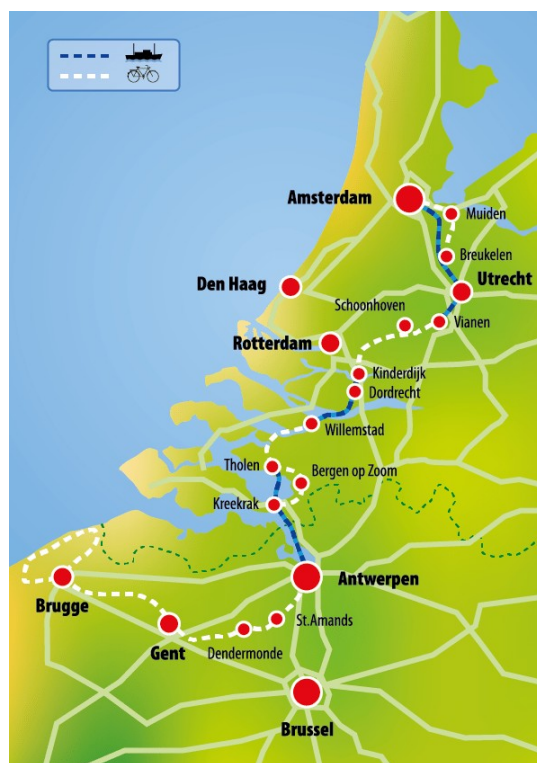 Amsterdam
Muiden
Breukelen
Utrecht
Den Haag
Schoonhoven
Vianen
Rotterdam
Kinderdijk
Dordrecht
Willemstad
Tholen
Bergen op Zoom
Kreekrak
Antwerpen
Brugge
St.Amands
Gent
Dendermonde
Brussel